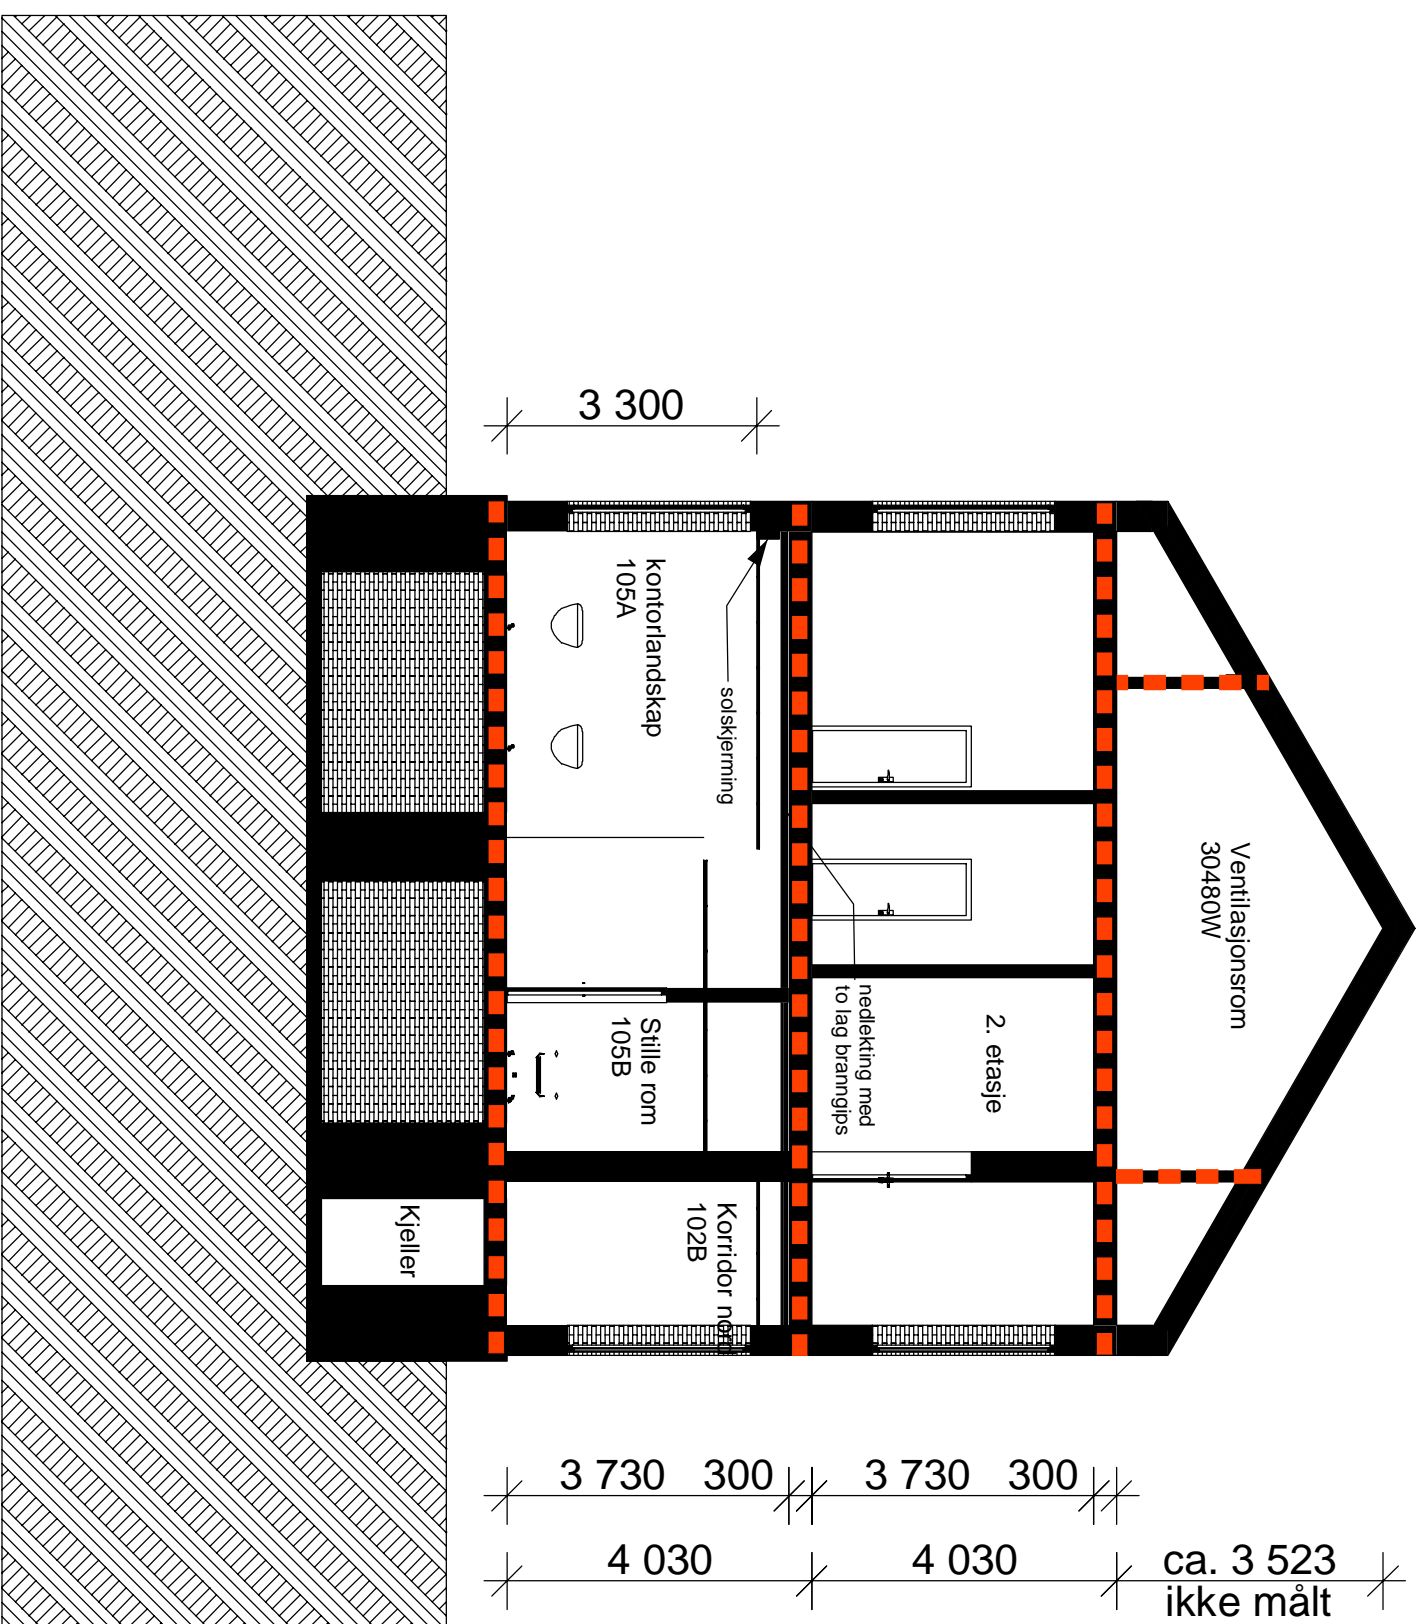 3 300
kontorlandskap
105A
solskjerming
Ventilasjonsrom
30480W
nedlekting med
to lag branngips
2. etasje
Stille rom
105B
Korridor nord
102B
Kjeller
3 730
300
3 730
300
4 030
4 030
ca. 3 523
ikke målt